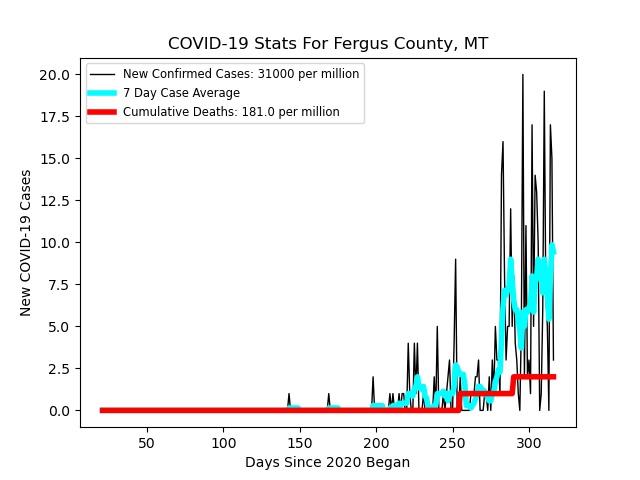 COVID-19 Stats For Fergus County, MT
New Confirmed Cases: 31000 per million
7 Day Case Average
Cumulative Deaths: 181.0 per million
New COVID-19 Cases
20.0
17.5
15.0
12.5
10.0
7.5
5.0
2.5
0.0
50 100 150 200 250 300
Days Since 2020 Began